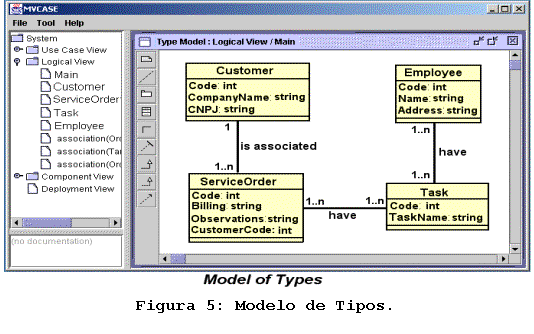 MVCASE
File Tool Help
System
Use Case View
Logical View
Main
Customer
ServiceOrder
Task
Employee
association(Ord
association(Tas
association(Ord
Component View
Deployment View
(no documentation)
Type Model : Logical View / Main
Customer
Code: int
CompanyName: string
CNPJ: string
Employee
Code: int
Name: string
Address: string
1
is associated
1..n
1..n
have
1..n
ServiceOrder
Code: int
Billing: string
Observations: string
CustomerCode: int
1..n
have
1..n
Task
Code: int
TaskName: string
Model of Types
Figura 5: Modelo de Tipos.